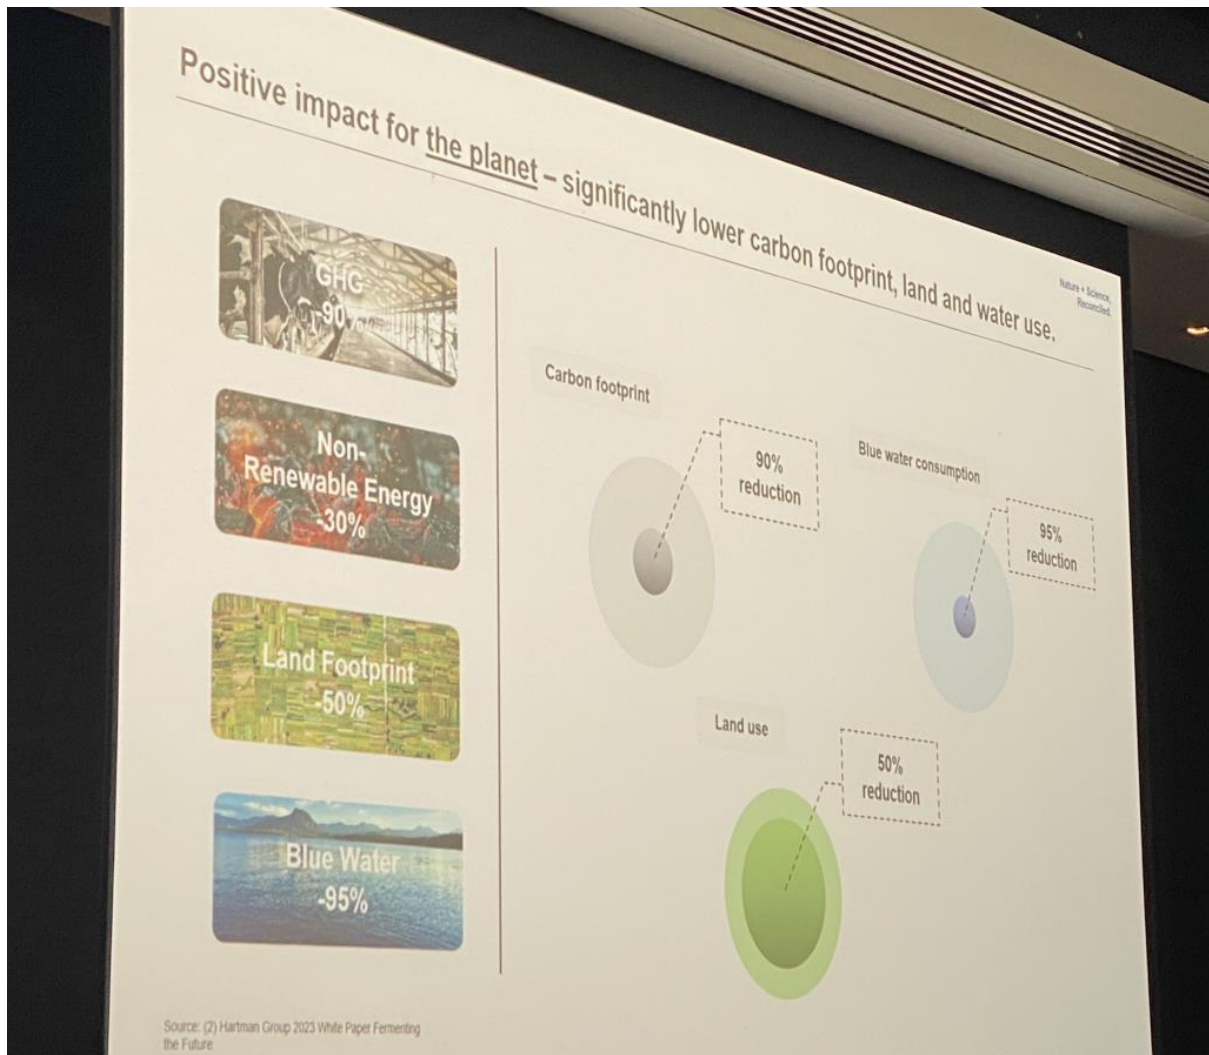 Positive impact for the planet – significantly lower carbon footprint, land and water use.
Nature + Science,
Reconciled.
GHG
-90%
Non-
Renewable Energy
-30%
Land Footprint
-50%
Blue Water
-95%
Carbon footprint
90%
reduction
Blue water consumption
95%
reduction
Land use
50%
reduction
Source: (2) Hartman Group 2023 White Paper Fermenting
the Future